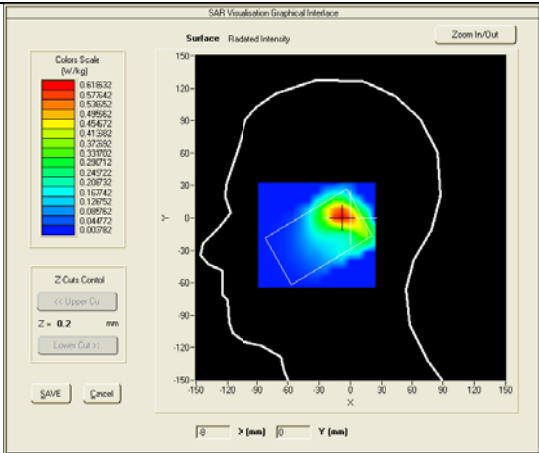 SAR Visualisation Graphical Interface
Surface Radiated Intensity
Zoom In/Out
Colors Scale
(W/kg)
0.618632
0.577642
0.536652
0.495662
0.454672
0.413682
0.372692
0.331702
0.290712
0.249722
0.208732
0.167742
0.126752
0.085762
0.044772
0.003782
Z-Cuts Control
<< Upper Cu
Z = 0.2 mm
Lower Cut >:
SAVE Cancel
150
120
90
60
30
0
-30
-60
-90
-120
-150
Y
-150 -120 -90 -60 -30 0 30 60 90 120 150
X
-8 X (mm) 0 Y (mm)